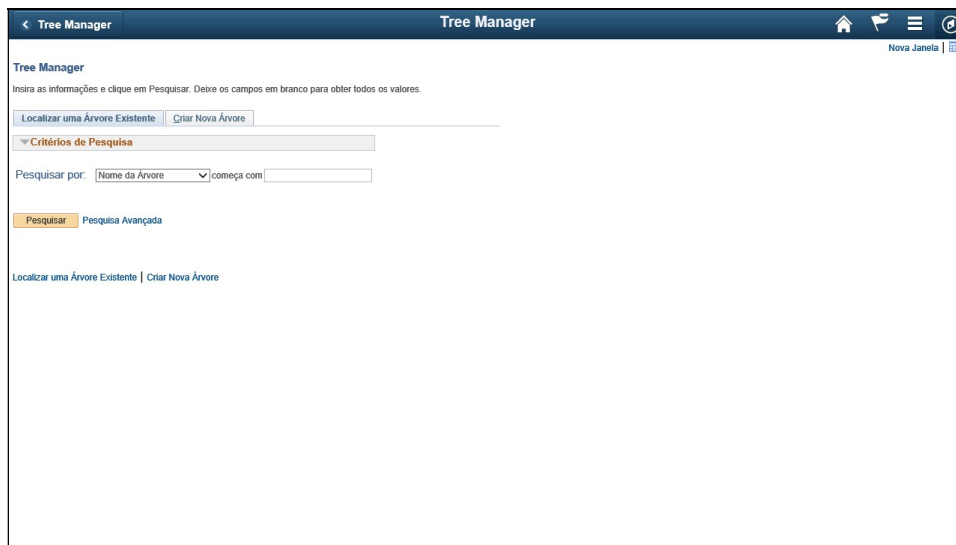 Tree Manager
Tree Manager
Nova Janela |
Tree Manager
Insira as informações e clique em Pesquisar. Deixe os campos em branco para obter todos os valores.
Localizar uma Árvore Existente
Criar Nova Árvore
Critérios de Pesquisa
Pesquisar por: Nome da Árvore começa com
Pesquisar Pesquisa Avançada
Localizar uma Árvore Existente | Criar Nova Árvore